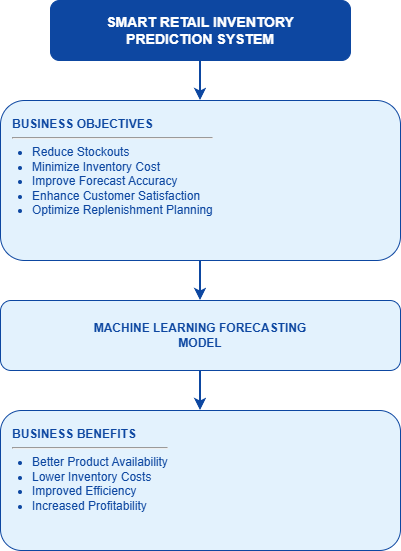 SMART RETAIL INVENTORY
PREDICTION SYSTEM
BUSINESS OBJECTIVES
• Reduce Stockouts
• Minimize Inventory Cost
• Improve Forecast Accuracy
• Enhance Customer Satisfaction
• Optimize Replenishment Planning
MACHINE LEARNING FORECASTING
MODEL
BUSINESS BENEFITS
• Better Product Availability
• Lower Inventory Costs
• Improved Efficiency
• Increased Profitability